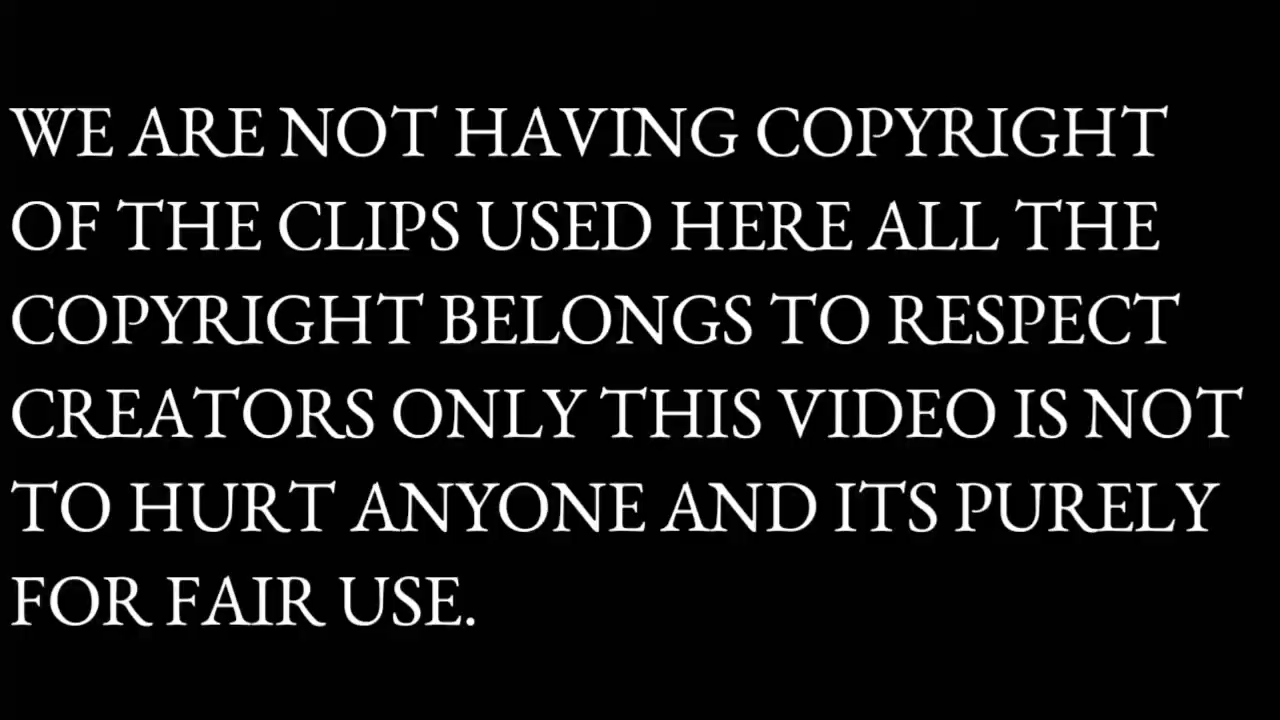 WE ARE NOT HAVING COPYRIGHT
OF THE CLIPS USED HERE ALL THE
COPYRIGHT BELONGS TO RESPECT
CREATORS ONLY THIS VIDEO IS NOT
TO HURT ANYONE AND ITS PURELY
FOR FAIR USE.